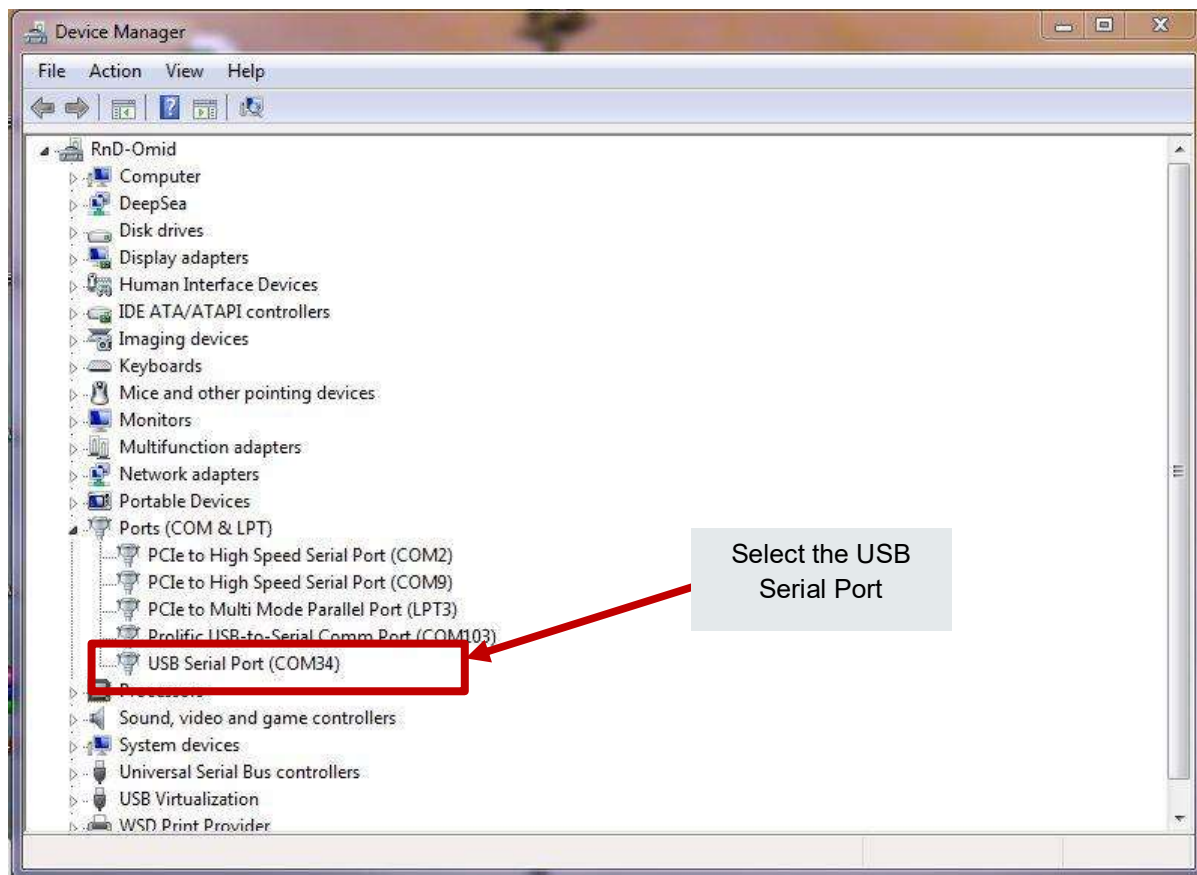 Device Manager
File Action View Help
RnD-Omid
Computer
DeepSea
Disk drives
Display adapters
Human Interface Devices
IDE ATA/ATAPI controllers
Imaging devices
Keyboards
Mice and other pointing devices
Monitors
Multifunction adapters
Network adapters
Portable Devices
Ports (COM & LPT)
PCIe to High Speed Serial Port (COM2)
PCIe to High Speed Serial Port (COM9)
PCIe to Multi Mode Parallel Port (LPT3)
Prolific USB-to-Serial Comm Port (COM103)
USB Serial Port (COM34)
Processors
Sound, video and game controllers
System devices
Universal Serial Bus controllers
USB Virtualization
WSD Print Provider
Select the USB
Serial Port